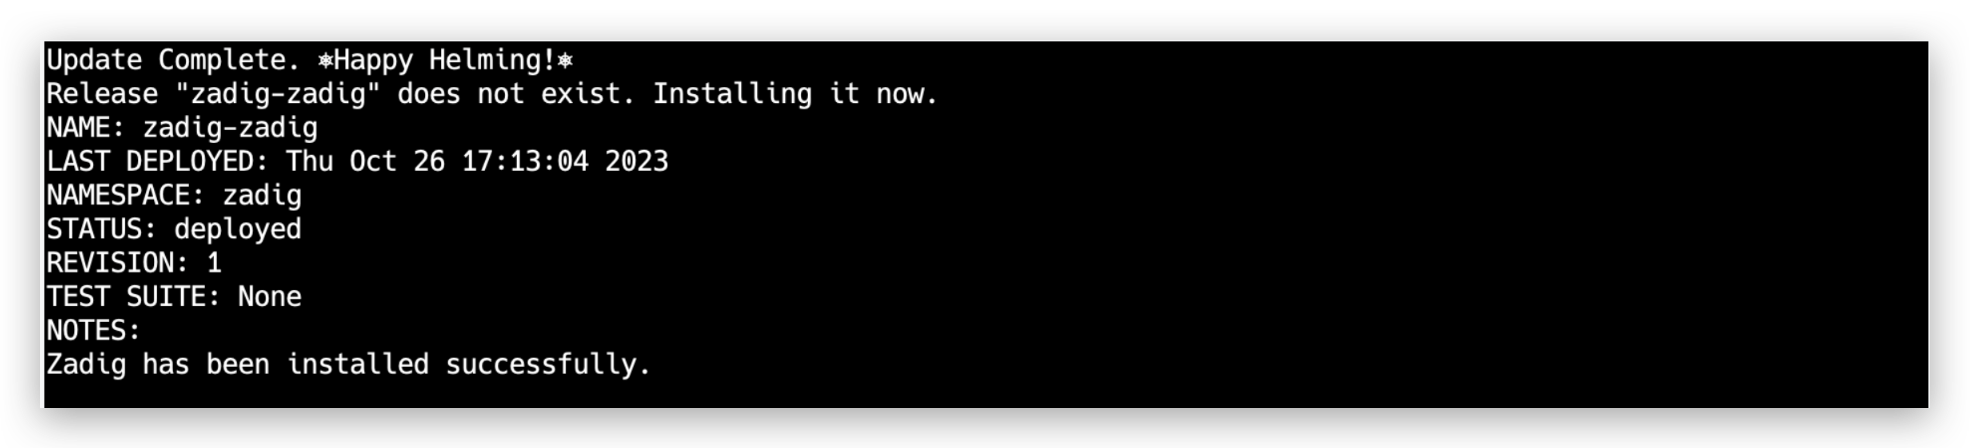 Update Complete. ⎈Happy Helming!⎈
Release "zadig-zadig" does not exist. Installing it now.
NAME: zadig-zadig
LAST DEPLOYED: Thu Oct 26 17:13:04 2023
NAMESPACE: zadig
STATUS: deployed
REVISION: 1
TEST SUITE: None
NOTES:
Zadig has been installed successfully.